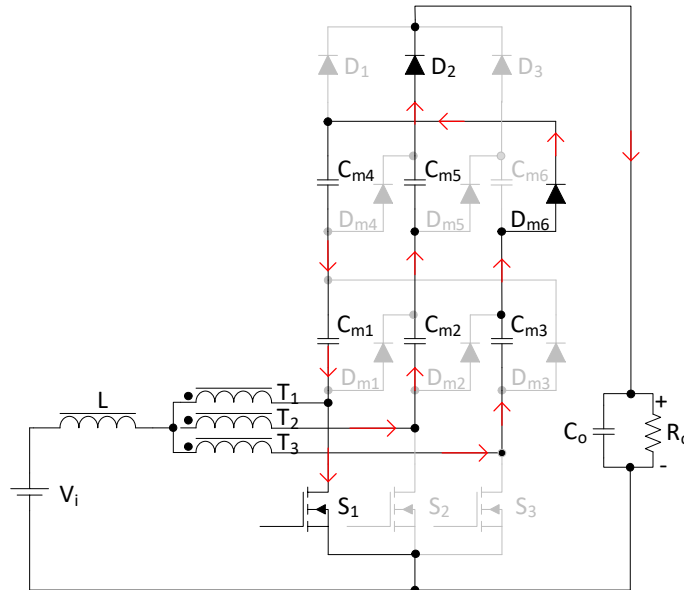 D1 D2 D3
Cm4 Cm5 Cm6
Dm4 Dm5 Dm6
Cm1 Cm2 Cm3
Dm1 Dm2 Dm3
L T1
T2
T3
+
Co Ro
-
Vi
S1 S2 S3